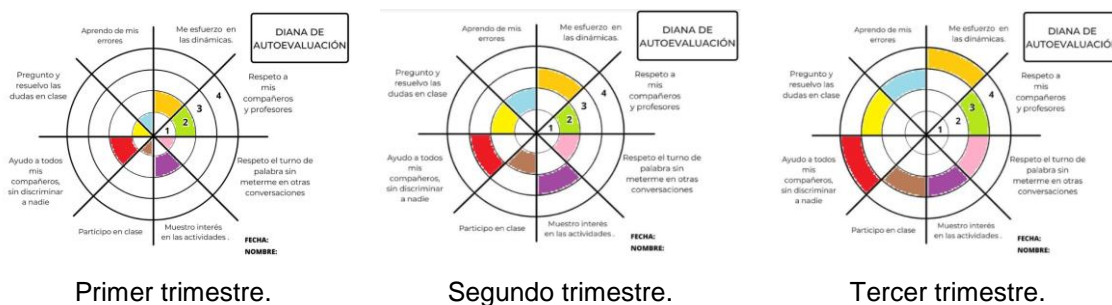 Aprendo de mis
errores
Me esfuerzo en
las dinámicas.
DIANA DE
AUTOEVALUACIÓN
Pregunto y
resuelvo las
dudas en clase
Respeto a
mis
compañeros
y profesores
1
2
3
4
Ayudo a todos
mis
compañeros,
sin discriminar
a nadie
Respeto el turno de
palabra sin
meterme en otras
conversaciones
Participo en clase
Muestro interés
en las actividades .
FECHA:
NOMBRE:
Primer trimestre.
Aprendo de mis
errores
Me esfuerzo en
las dinámicas.
DIANA DE
AUTOEVALUACIÓN
Pregunto y
resuelvo las
dudas en clase
Respeto a
mis
compañeros
y profesores
1
2
3
4
Ayudo a todos
mis
compañeros,
sin discriminar
a nadie
Respeto el turno de
palabra sin
meterme en otras
conversaciones
Participo en clase
Muestro interés
en las actividades .
FECHA:
NOMBRE:
Segundo trimestre.
Aprendo de mis
errores
Me esfuerzo en
las dinámicas.
DIANA DE
AUTOEVALUACIÓN
Pregunto y
resuelvo las
dudas en clase
Respeto a
mis
compañeros
y profesores
1
2
3
4
Ayudo a todos
mis
compañeros,
sin discriminar
a nadie
Respeto el turno de
palabra sin
meterme en otras
conversaciones
Participo en clase
Muestro interés
en las actividades .
FECHA:
NOMBRE:
Tercer trimestre.